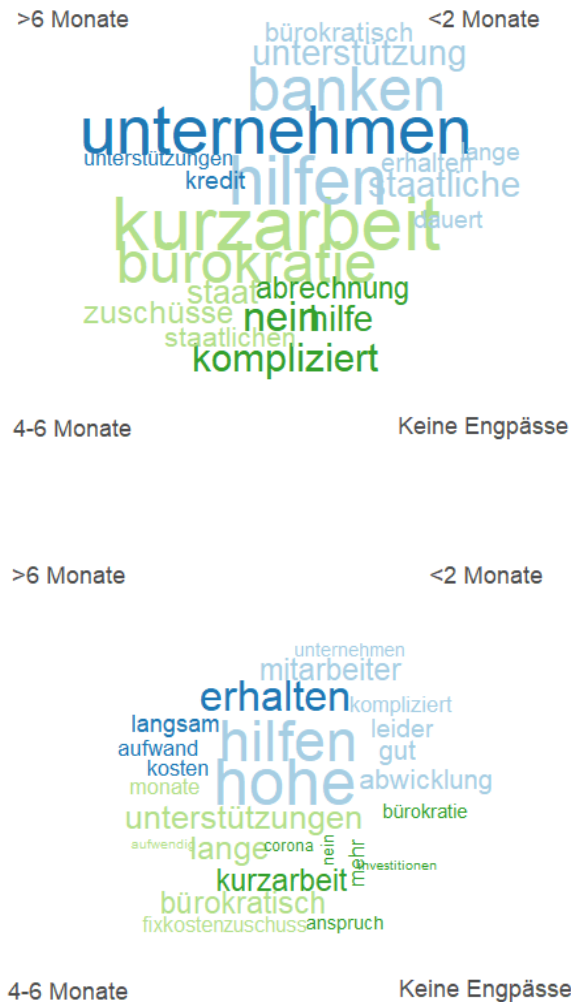 >6 Monate
<2 Monate
bürokratisch
unterstützung
banken
unternehmen
unterstützungen
hilfen
erhalten
lange
kredit
staatliche
kurzarbeit
dauert
bürokratie
staat
abrechnung
zuschüsse
nein
hilfe
staatlichen
kompliziert
4-6 Monate
Keine Engpässe
>6 Monate
<2 Monate
unternehmen
mitarbeiter
erhalten
kompliziert
langsam
hilfen
leider
aufwand
gut
kosten
hohe
abwicklung
monate
unterstützungen
bürokratie
aufwendig
lange
corona
nein
mehr
investitionen
kurzarbeit
bürokratisch
fixkostenzuschuss
anspruch
4-6 Monate
Keine Engpässe